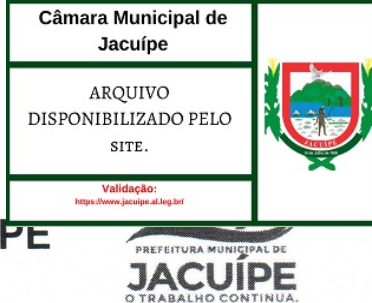 Câmara Municipal de
Jacuípe
ARQUIVO
DISPONIBILIZADO PELO
SITE.
Validação:
https://www.jacuipe.al.leg.br/
JACUÍPE
PE
PREFEITURA MUNICIPAL DE
JACUÍPE
O TRABALHO CONTINUA.